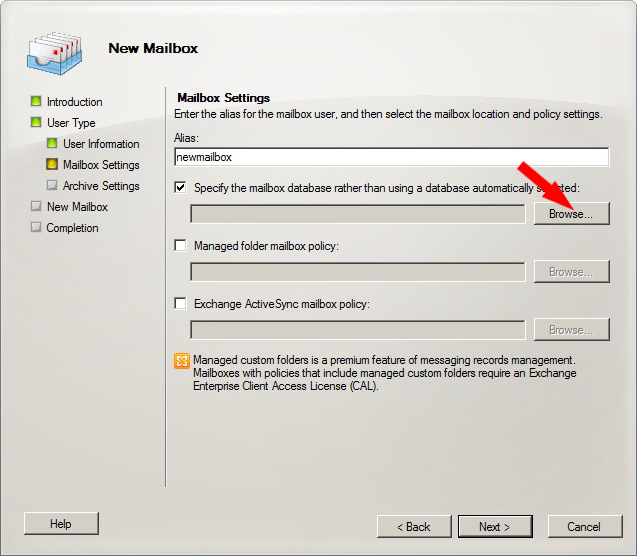 New Mailbox
Introduction
User Type
User Information
Mailbox Settings
Archive Settings
New Mailbox
Completion
Mailbox Settings
Enter the alias for the mailbox user, and then select the mailbox location and policy settings.
Alias:
newmailbox
Specify the mailbox database rather than using a database automatically selected:
Browse...
Managed folder mailbox policy:
Browse...
Exchange ActiveSync mailbox policy:
Browse...
Managed custom folders is a premium feature of messaging records management.
Mailboxes with policies that include managed custom folders require an Exchange
Enterprise Client Access License (CAL).
Help
< Back
Next >
Cancel